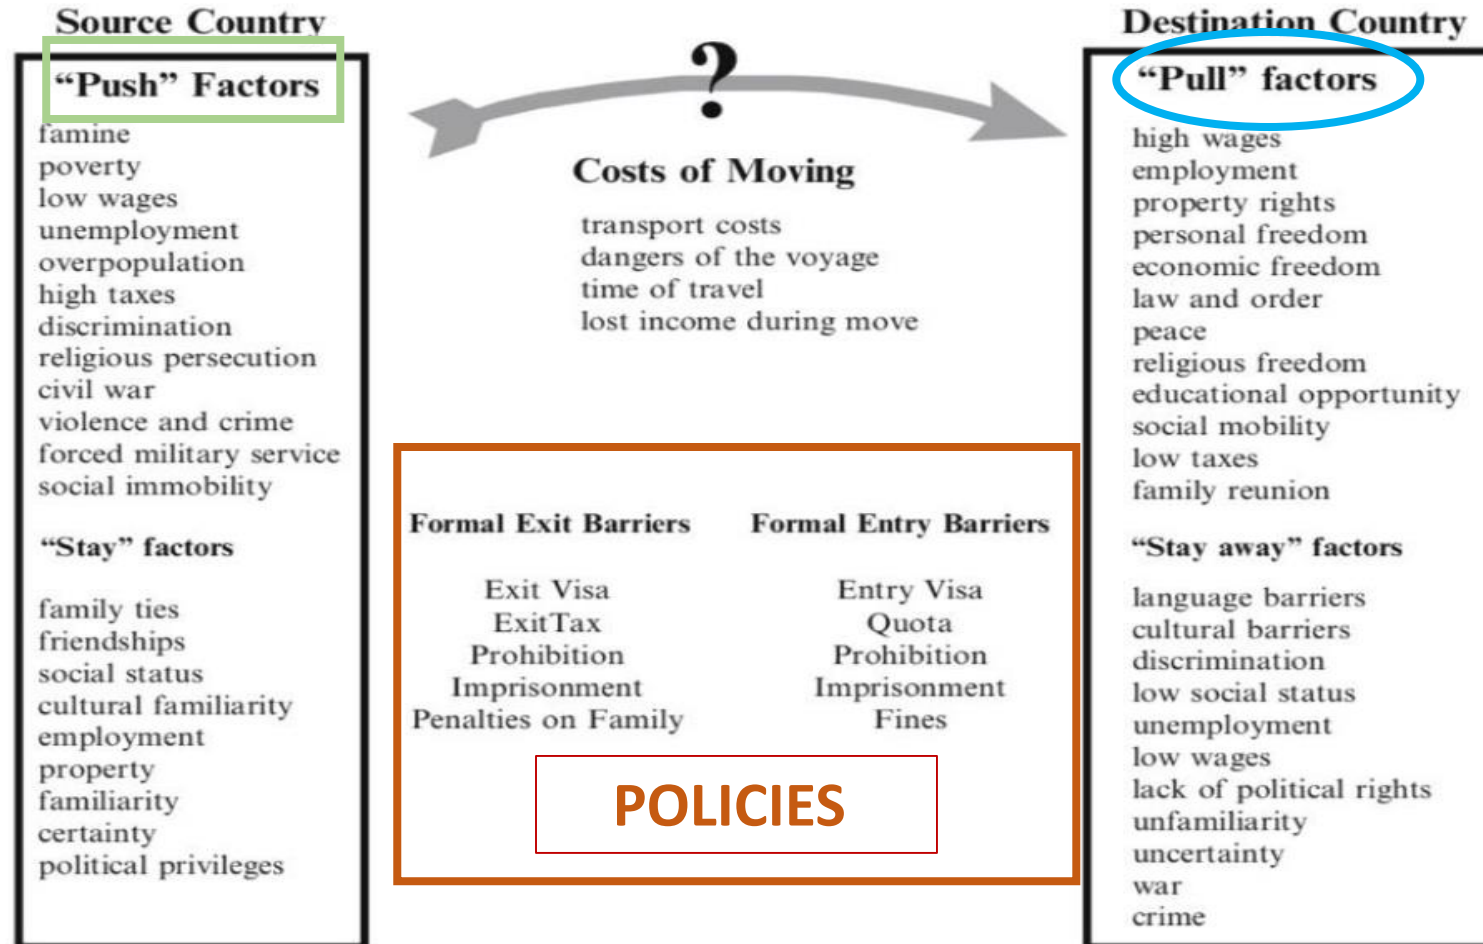 Source Country
"Push" Factors
famine
poverty
low wages
unemployment
overpopulation
high taxes
discrimination
religious persecution
civil war
violence and crime
forced military service
social immobility
"Stay" factors
family ties
friendships
social status
cultural familiarity
employment
property
familiarity
certainty
political privileges
?
Costs of Moving
transport costs
dangers of the voyage
time of travel
lost income during move
Formal Exit Barriers
Exit Visa
ExitTax
Prohibition
Imprisonment
Penalties on Family
Formal Entry Barriers
Entry Visa
Quota
Prohibition
Imprisonment
Fines
POLICIES
Destination Country
"Pull" factors
high wages
employment
property rights
personal freedom
economic freedom
law and order
peace
religious freedom
educational opportunity
social mobility
low taxes
family reunion
"Stay away" factors
language barriers
cultural barriers
discrimination
low social status
unemployment
low wages
lack of political rights
unfamiliarity
uncertainty
war
crime